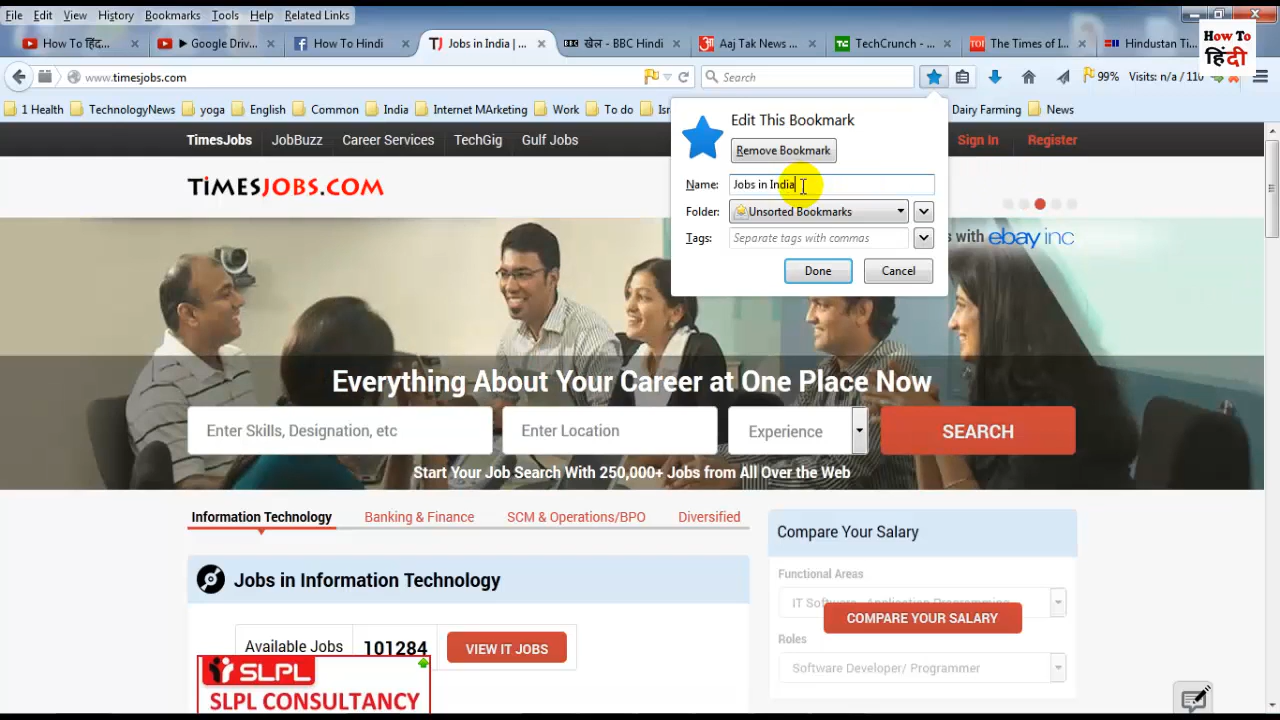 File Edit View History Bookmarks Tools Help Related Links
How To हिंद... ▶ Google Driv... How To Hindi Jobs in India | ... BBC खेल - BBC Hindi Aaj Tak News ... TechCrunch - ... TOI The Times of I... Hindustan Ti...
How To
हिंदी
www.timesjobs.com Search 99% Visits: n/a / 110
1 Health TechnologyNews yoga English Common India Internet MArketing Work To do Dairy Farming News
TimesJobs JobBuzz Career Services TechGig Gulf Jobs Sign In Register
Edit This Bookmark
Remove Bookmark
Name: Jobs in India
Folder: Unsorted Bookmarks
Tags: Separate tags with commas
Done Cancel
TIMESJOBS.COM
s with ebay inc
Everything About Your Career at One Place Now
Enter Skills, Designation, etc Enter Location Experience SEARCH
Start Your Job Search With 250,000+ Jobs from All Over the Web
Information Technology Banking & Finance SCM & Operations/BPO Diversified
Compare Your Salary
Functional Areas
IT Software - Application Programming
COMPARE YOUR SALARY
Roles
Software Developer/ Programmer
Jobs in Information Technology
Available Jobs 101284 VIEW IT JOBS
SLPL
SLPL CONSULTANCY